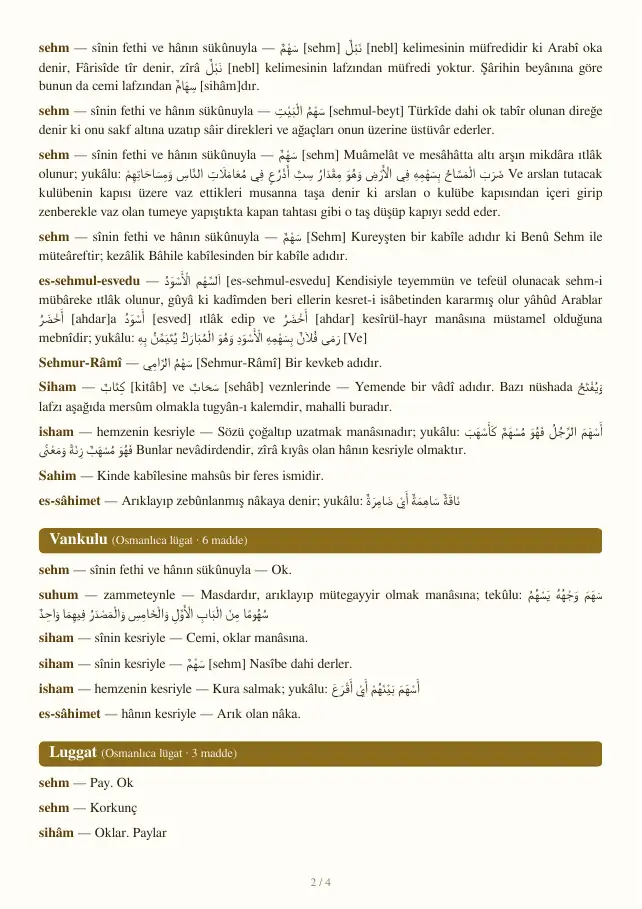 sehm — sînin fethi ve hânın sükûnuyla — سَهْمٌ [sehm] نَبْلٌ [nebl] kelimesinin müfredidir ki Arabî oka
denir, Fârisîde tîr denir, zîrâ نَبْلٌ [nebl] kelimesinin lafzından müfredi yoktur. Şârihin beyânına göre
bunun da cemi lafzından سِهَامٌ [sihâm]dır.
sehm — sînin fethi ve hânın sükûnuyla — سَهْمُ الْبَيْتِ [sehmul-beyt] Türkîde dahi ok tabîr olunan direğe
denir ki onu sakf altına uzatıp sâir direkleri ve ağaçları onun üzerine üstüvâr ederler.
sehm — sînin fethi ve hânın sükûnuyla — سَهْمٌ [sehm] Muâmelât ve mesâhâtta altı arşın mikdâra ıtlâk
olunur; yukâlu: ضَرَبَ الْمَسَّاحُ بِسَهْمِهِ فِي الْأَرْضِ وَهُوَ مِقْدَارُ سِتِّ أَذْرُعٍ فِي مُعَامَلَاتِ النَّاسِ وَمِسَاحَاتِهِمْ Ve arslan tutacak
kulübenin kapısı üzere vaz ettikleri musanna taşa denir ki arslan o kulübe kapısından içeri girip
zenberekle vaz olan tumeye yapıştıkta kapan tahtası gibi o taş düşüp kapıyı sedd eder.
sehm — sînin fethi ve hânın sükûnuyla — سَهْمٌ [Sehm] Kureyşten bir kabîle adıdır ki Benû Sehm ile
müteâreftir; kezâlik Bâhile kabîlesinden bir kabîle adıdır.
es-sehmul-esvedu — اَلسَّهْم الْأَسْوَدُ [es-sehmul-esvedu] Kendisiyle teyemmün ve tefeül olunacak sehm-i
mübâreke ıtlâk olunur, gûyâ ki kadîmden beri ellerin kesret-i isâbetinden kararmış olur yâhûd Arablar
أَخْضَرُ [ahdar]a أَسْوَدُ [esved] ıtlâk edip ve أَخْضَرُ [ahdar] kesîrül-hayr manâsına müstamel olduğuna
mebnîdir; yukâlu: رَمَى فُلَانٌ بِسَهْمِهِ الْأَسْوَدِ وَهُوَ الْمُبَارَكُ يُتَيَمَّنُ بِهِ [Ve]
Sehmur-Râmî — سَهْمُ الرَّامِي [Sehmur-Râmî] Bir kevkeb adıdır.
Siham — كِتَابٌ [kitâb] ve سَحَابٌ [sehâb] veznlerinde — Yemende bir vâdî adıdır. Bazı nüshada وَيُفْتَحُ
lafzı aşağıda mersûm olmakla tugyân-ı kalemdir, mahalli buradır.
isham — hemzenin kesriyle — Sözü çoğaltıp uzatmak manâsınadır; yukâlu: أَسْهَمَ الرَّجُلُ فَهُوَ مُسْهَمٌ كَأَسْهَبَ
فَهُوَ مُسْهَبٌ زِنَةً وَمَعْنًى Bunlar nevâdirdendir, zîrâ kıyâs olan hânın kesriyle olmaktır.
Sahim — Kinde kabîlesine mahsûs bir feres ismidir.
es-sâhimet — Arıklayıp zebûnlanmış nâkaya denir; yukâlu: نَاقَةٌ سَاهِمَةٌ أَيْ ضَامِرَةٌ
Vankulu (Osmanlıca lügat · 6 madde)
sehm — sînin fethi ve hânın sükûnuyla — Ok.
suhum — zammeteynle — Masdardır, arıklayıp mütegayyir olmak manâsına; tekûlu: سَهَمَ وَجْهُهُ يَسْهُمُ
سُهُومًا مِنَ الْبَابِ الْأَوَّلِ وَالْخَامِسِ وَالْمَصْدَرُ فِيهِمَا وَاحِدٌ
siham — sînin kesriyle — Cemi, oklar manâsına.
siham — sînin kesriyle — سَهْمٌ [sehm] Nasîbe dahi derler.
isham — hemzenin kesriyle — Kura salmak; yukâlu: أَسْهَمَ بَيْنَهُمْ أَيْ أَقْرَعَ
es-sâhimet — hânın kesriyle — Arık olan nâka.
Luggat (Osmanlıca lügat · 3 madde)
sehm — Pay. Ok
sehm — Korkunç
sihâm — Oklar. Paylar
2 / 4